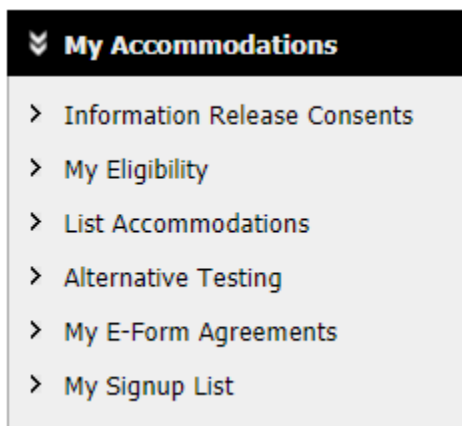 My Accommodations
Information Release Consents
My Eligibility
List Accommodations
Alternative Testing
My E-Form Agreements
My Signup List